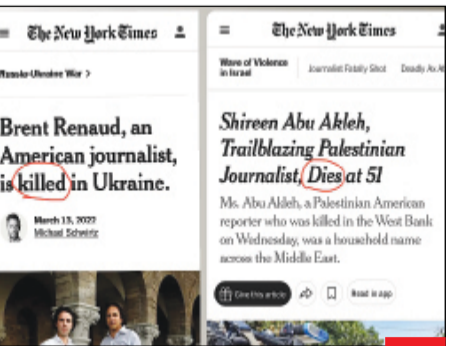 The New York Times
Russia-Ukraine War >
Brent Renaud, an
American journalist,
is killed in Ukraine.
March 13, 2022
Michael Schwirtz
The New York Times
Wave of Violence
in Israel
Journalist Fatally Shot
Deadly Ax
Shireen Abu Akleh,
Trailblazing Palestinian
Journalist, Dies at 51
Ms. Abu Akleh, a Palestinian American
reporter who was killed in the West Bank
on Wednesday, was a household name
across the Middle East.
Give this article
Read in app